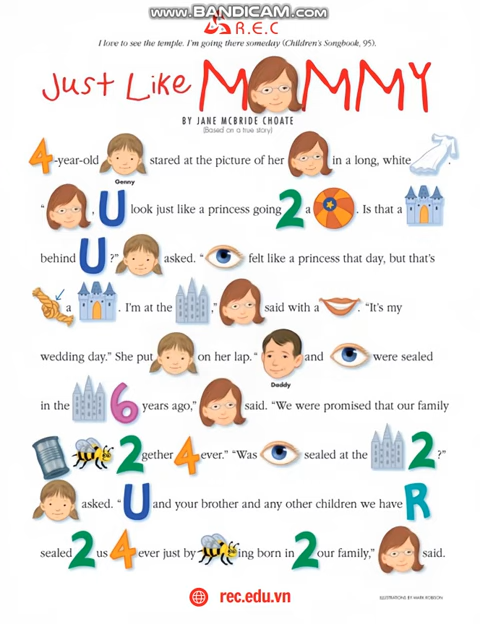 www.BANDICAM.com
R.E.C
I love to see the temple. I'm going there someday (Children's Songbook, 95).
Just Like MOMMY
BY JANE MCBRIDE CHOATE
(Based on a true story)
4-year-old stared at the picture of her in a long, white .
Genny
" , U look just like a princess going 2 a . Is that a
behind U ?" asked. " felt like a princess that day, but that's
a . I'm at the ," said with a . "It's my
wedding day." She put on her lap. " and were sealed
Daddy
in the 6 years ago," said. "We were promised that our family
2 gether 4 ever." "Was sealed at the 2 ?"
asked. " U and your brother and any other children we have R
sealed 2 us 4 ever just by ing born in 2 our family," said.
rec.edu.vn
ILLUSTRATIONS BY MARK ROBISON